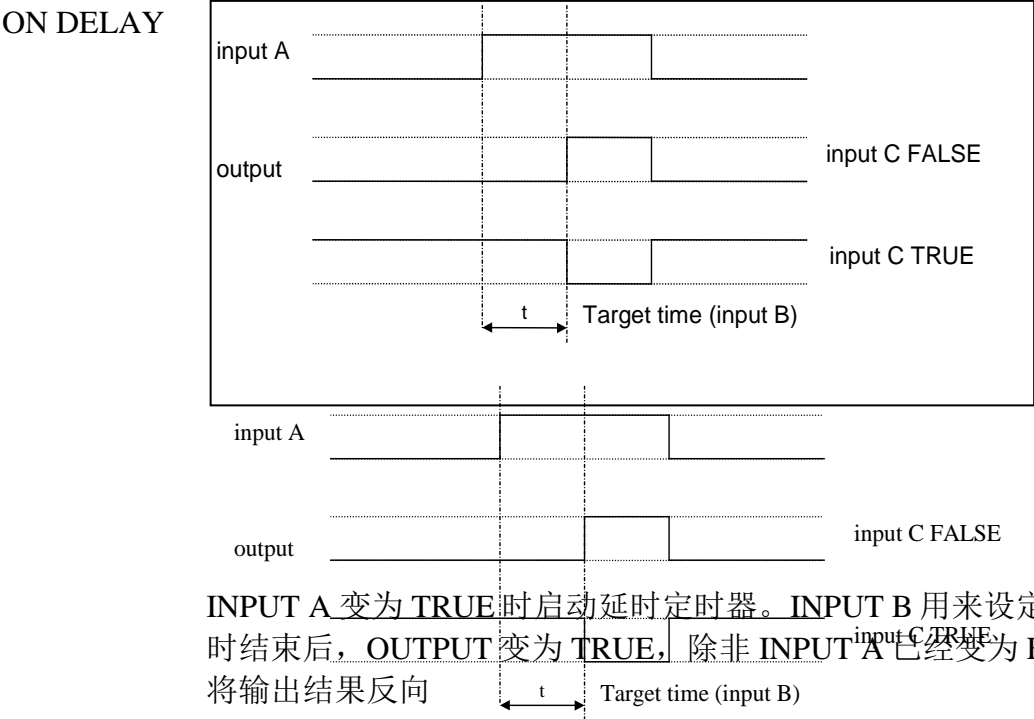 ON DELAY
input A
output
input C FALSE
input C TRUE
t
Target time (input B)
input A
output
input C FALSE
INPUT A 变为 TRUE 时启动延时定时器。INPUT B 用来设定
时结束后，OUTPUT 变为 TRUE，除非 INPUT A 已经变为
input C TRUE
将输出结果反向
t
Target time (input B)